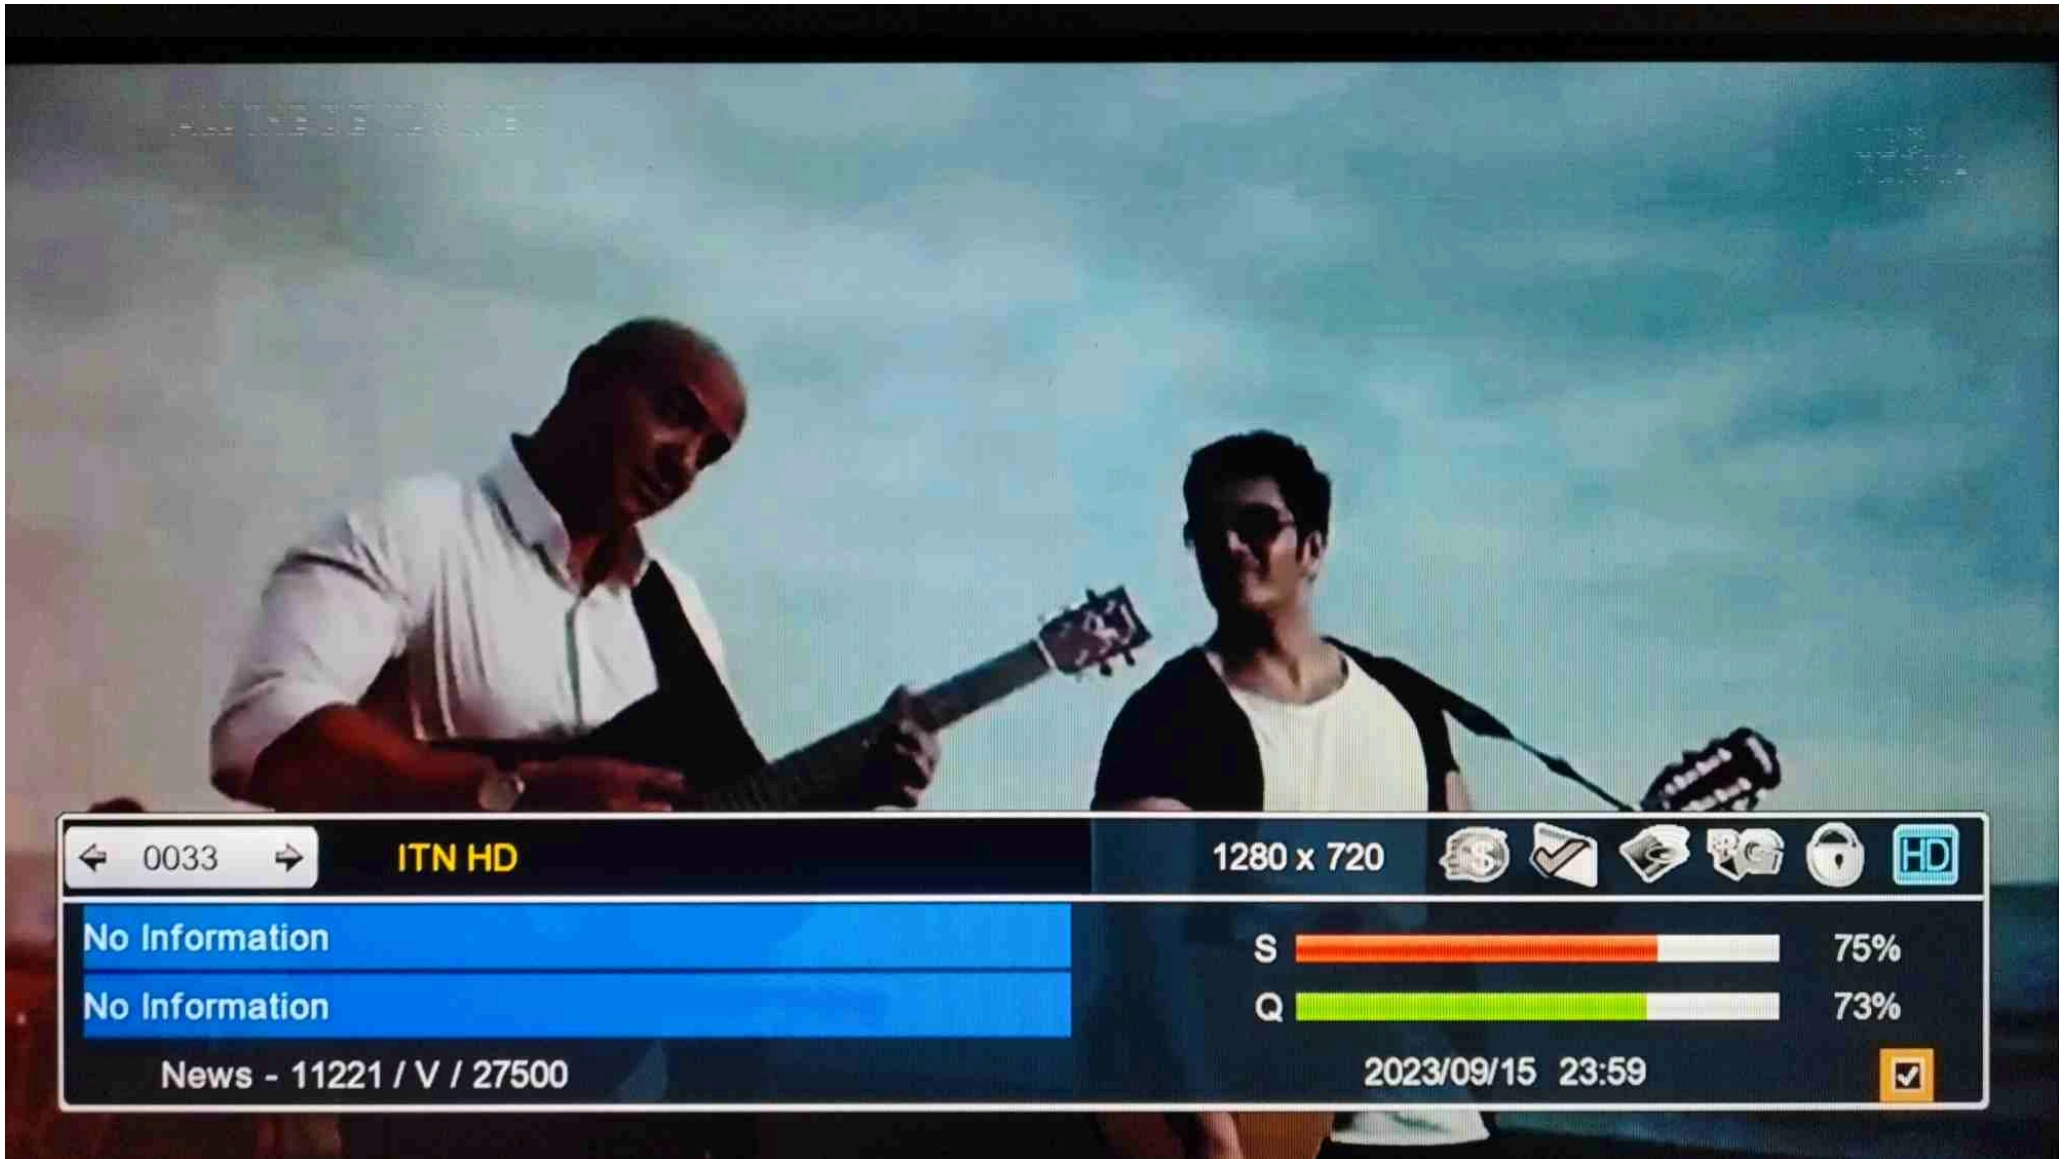 0033
ITN HD
1280 x 720
HD
No Information
No Information
S 75%
Q 73%
News - 11221 / V / 27500
2023/09/15 23:59